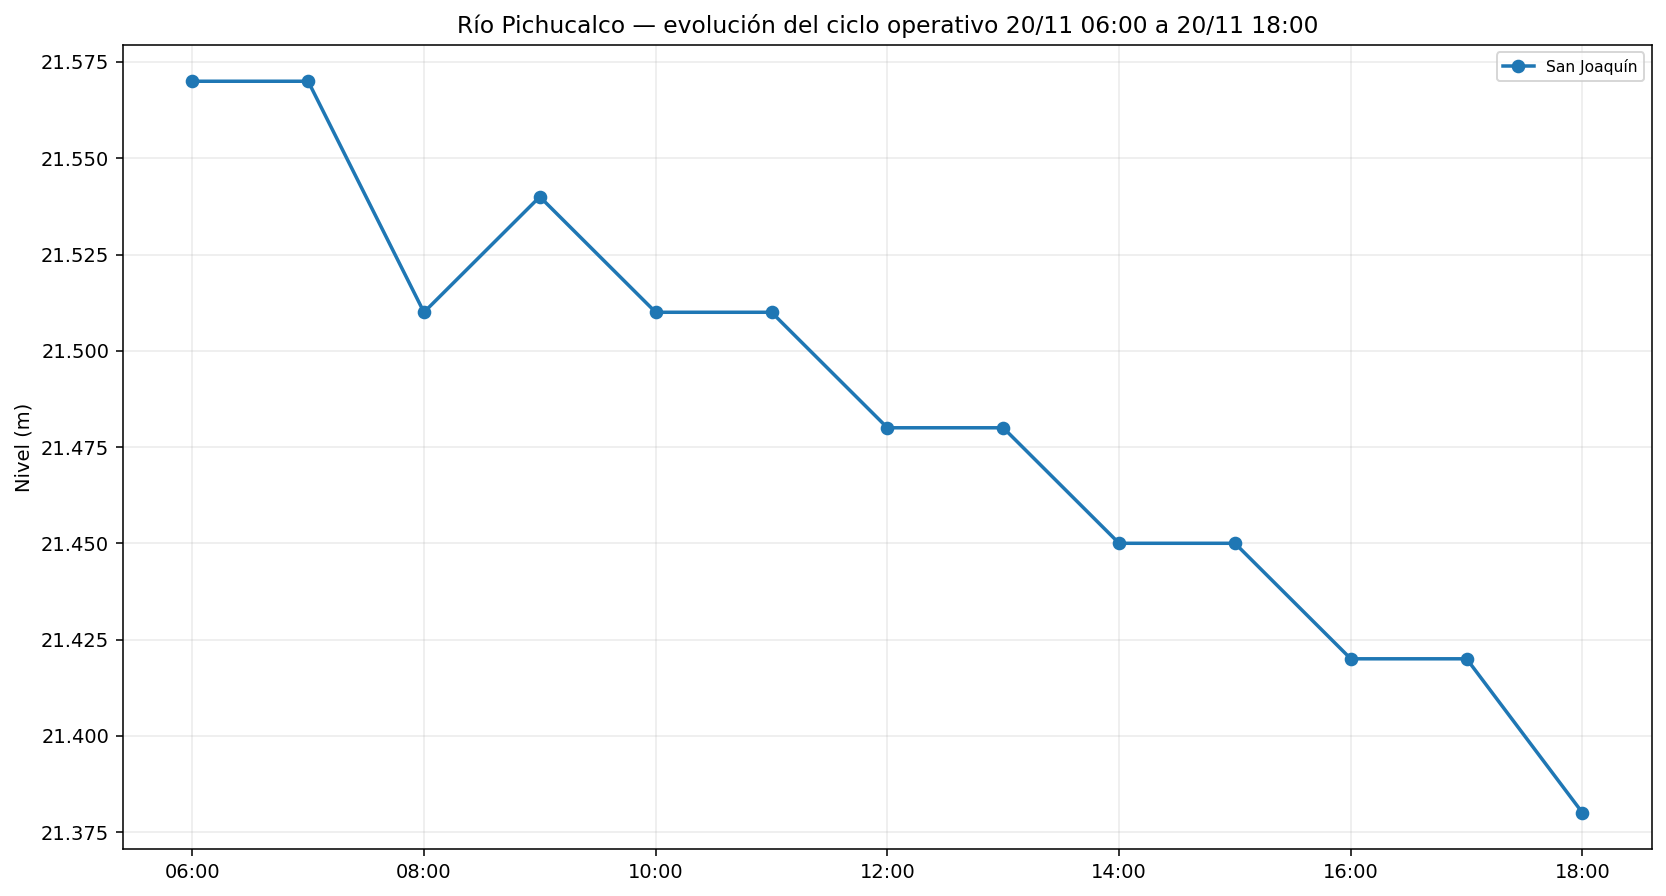 Río Pichucalco — evolución del ciclo operativo 20/11 06:00 a 20/11 18:00
San Joaquín
Nivel (m)
21.575
21.550
21.525
21.500
21.475
21.450
21.425
21.400
21.375
06:00 08:00 10:00 12:00 14:00 16:00 18:00